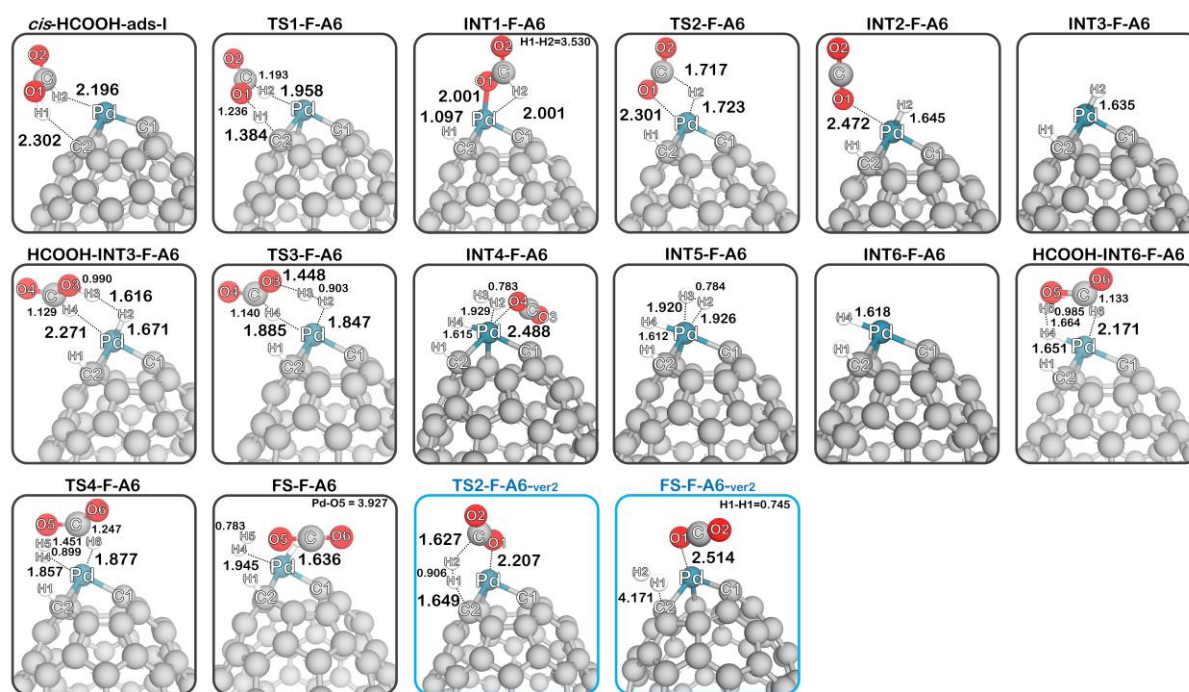 cis-HCOOH-ads-I
TS1-F-A6
INT1-F-A6
TS2-F-A6
INT2-F-A6
INT3-F-A6
O2
C
O1
H2
H1
2.196
Pd
2.302
C2
C1
O2
C
1.193
O1
H2
1.958
1.236
H1
Pd
1.384
C2
C1
H1-H2=3.530
O2
C
O1
2.001
H2
1.097
Pd
2.001
H1
C2
C1
O2
C
1.717
O1
H2
2.301
1.723
Pd
H1
C2
C1
O2
C
O1
H2
2.472
1.645
Pd
H1
C2
C1
H2
1.635
Pd
H1
C2
C1
HCOOH-INT3-F-A6
TS3-F-A6
INT4-F-A6
INT5-F-A6
INT6-F-A6
HCOOH-INT6-F-A6
0.990
O3
O4
C
H3
1.616
1.129
H4
H2
2.271
1.671
Pd
H1
C2
C1
O3
1.448
O4
C
H3
0.903
1.140
H4
H2
1.885
1.847
Pd
H1
C2
C1
0.783
H3
H2
O4
1.929
C
O3
H4
2.488
1.615
Pd
H1
C2
C1
0.784
H3
1.920
H2
H4
1.926
1.612
Pd
H1
C2
C1
1.618
H4
Pd
H1
C2
C1
O6
O5
C
1.133
H5
0.985
H6
1.664
2.171
H4
1.651
Pd
H1
C2
C1
TS4-F-A6
FS-F-A6
TS2-F-A6-ver2
FS-F-A6-ver2
O6
O5
C
1.247
H5
1.451
H6
H4
0.899
1.877
1.857
Pd
H1
C2
C1
Pd-O5 = 3.927
0.783
H5
O5
C
O6
H4
1.636
1.945
Pd
H1
C2
C1
O2
C
1.627
O1
H2
2.207
0.906
H1
Pd
1.649
C2
C1
H1-H1=0.745
O1
C
O2
H2
2.514
H1
Pd
4.171
C2
C1